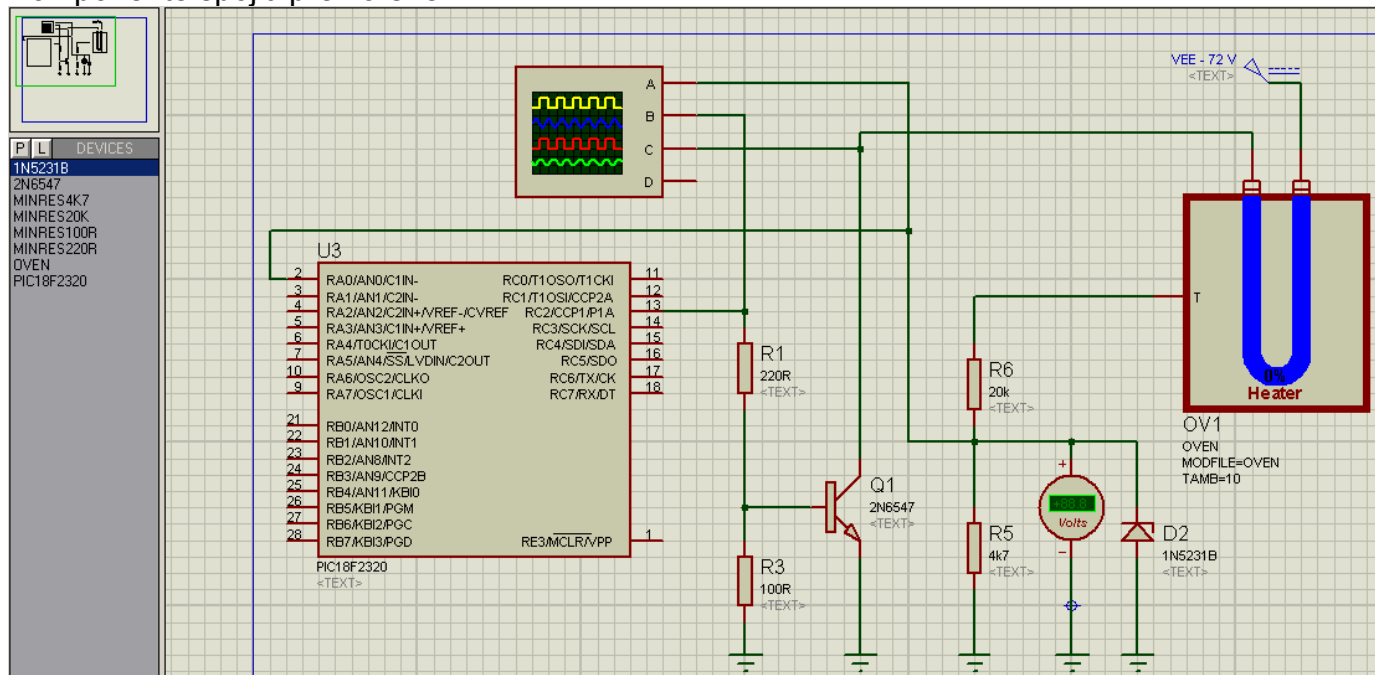 P L DEVICES
1N5231B
2N6547
MINRES4K7
MINRES20K
MINRES100R
MINRES220R
OVEN
PIC18F2320
A
B
C
D
VEE - 72 V
<TEXT>
U3
2 RA0/AN0/C1IN- RC0/T1OSO/T1CKI 11
3 RA1/AN1/C2IN- RC1/T1OSI/CCP2A 12
4 RA2/AN2/C2IN+/VREF-/CVREF RC2/CCP1/P1A 13
5 RA3/AN3/C1IN+/VREF+ RC3/SCK/SCL 14
6 RA4/T0CKI/C1OUT RC4/SDI/SDA 15
7 RA5/AN4/SS/LVDIN/C2OUT RC5/SDO 16
10 RA6/OSC2/CLKO RC6/TX/CK 17
9 RA7/OSC1/CLKI RC7/RX/DT 18
21 RB0/AN12/INT0
22 RB1/AN10/INT1
23 RB2/AN8/INT2
24 RB3/AN9/CCP2B
25 RB4/AN11/KBI0
26 RB5/KBI1/PGM
27 RB6/KBI2/PGC
28 RB7/KBI3/PGD RE3/MCLR/VPP 1
PIC18F2320
<TEXT>
R1
220R
<TEXT>
R3
100R
<TEXT>
Q1
2N6547
<TEXT>
R6
20k
<TEXT>
R5
4k7
<TEXT>
+
+88.8
Volts
-
D2
1N5231B
<TEXT>
T
0%
Heater
OV1
OVEN
MODFILE=OVEN
TAMB=10